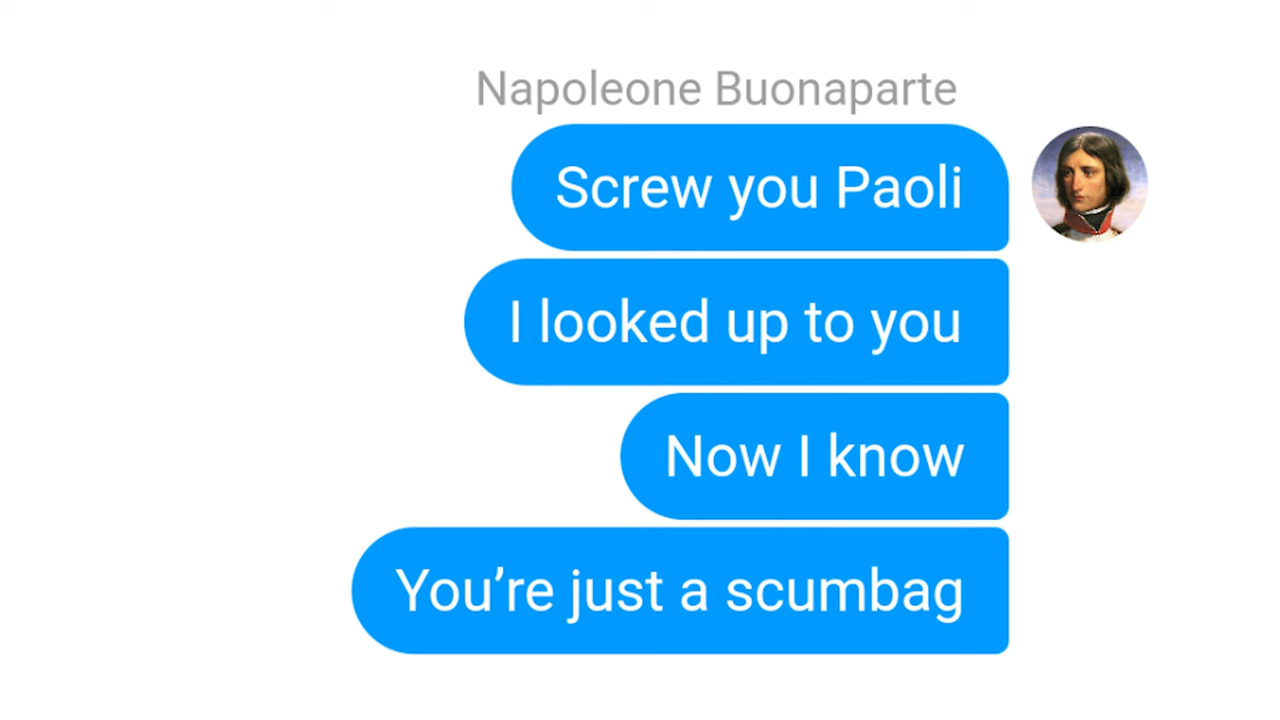 Napoleone Buonaparte
Screw you Paoli
I looked up to you
Now I know
You’re just a scumbag